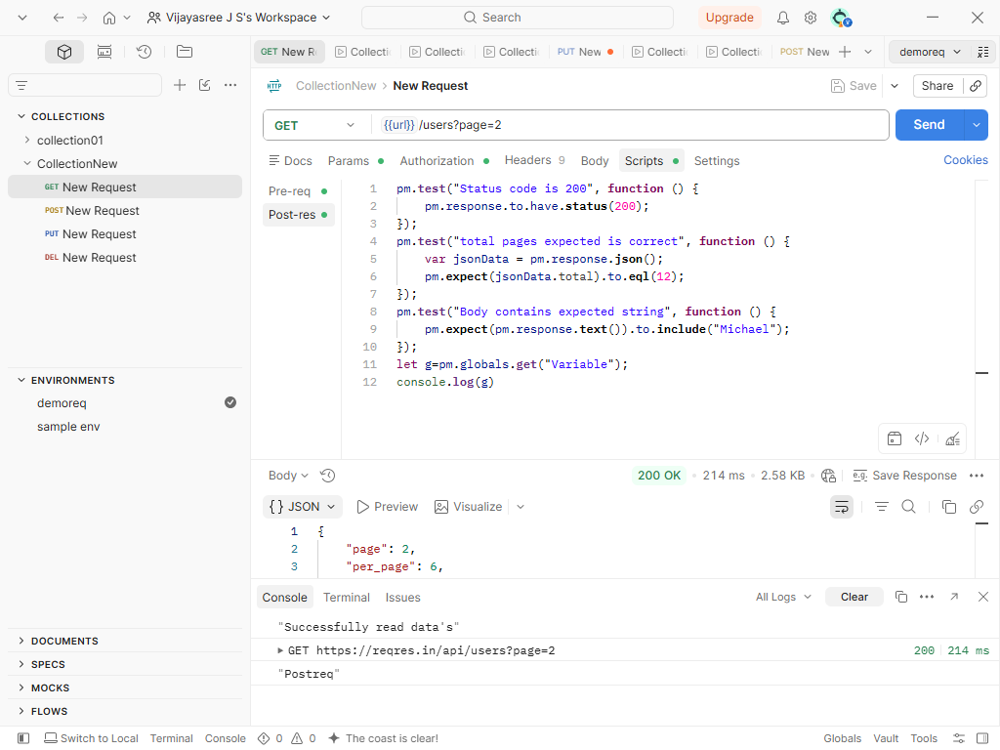 Vijayasree J S's Workspace
Search
Upgrade
GET New R
Collecti
Collecti
Collecti
PUT New
Collecti
Collecti
POST New
demoreq
HTTP CollectionNew > New Request
Save
Share
GET
{{url}} /users?page=2
Send
Docs
Params
Authorization
Headers 9
Body
Scripts
Settings
Cookies
COLLECTIONS
collection01
CollectionNew
GET New Request
POST New Request
PUT New Request
DEL New Request
ENVIRONMENTS
demoreq
sample env
DOCUMENTS
SPECS
MOCKS
FLOWS
Pre-req
Post-res
1 pm.test("Status code is 200", function () {
2 pm.response.to.have.status(200);
3 });
4 pm.test("total pages expected is correct", function () {
5 var jsonData = pm.response.json();
6 pm.expect(jsonData.total).to.eql(12);
7 });
8 pm.test("Body contains expected string", function () {
9 pm.expect(pm.response.text()).to.include("Michael");
10 });
11 let g=pm.globals.get("Variable");
12 console.log(g)
Body
200 OK
214 ms
2.58 KB
e.g. Save Response
{} JSON
Preview
Visualize
1 {
2 "page": 2,
3 "per_page": 6,
Console
Terminal
Issues
All Logs
Clear
"Successfully read data's"
GET https://reqres.in/api/users?page=2
200
214 ms
"Postreq"
Switch to Local
Terminal
Console
0
0
The coast is clear!
Globals
Vault
Tools